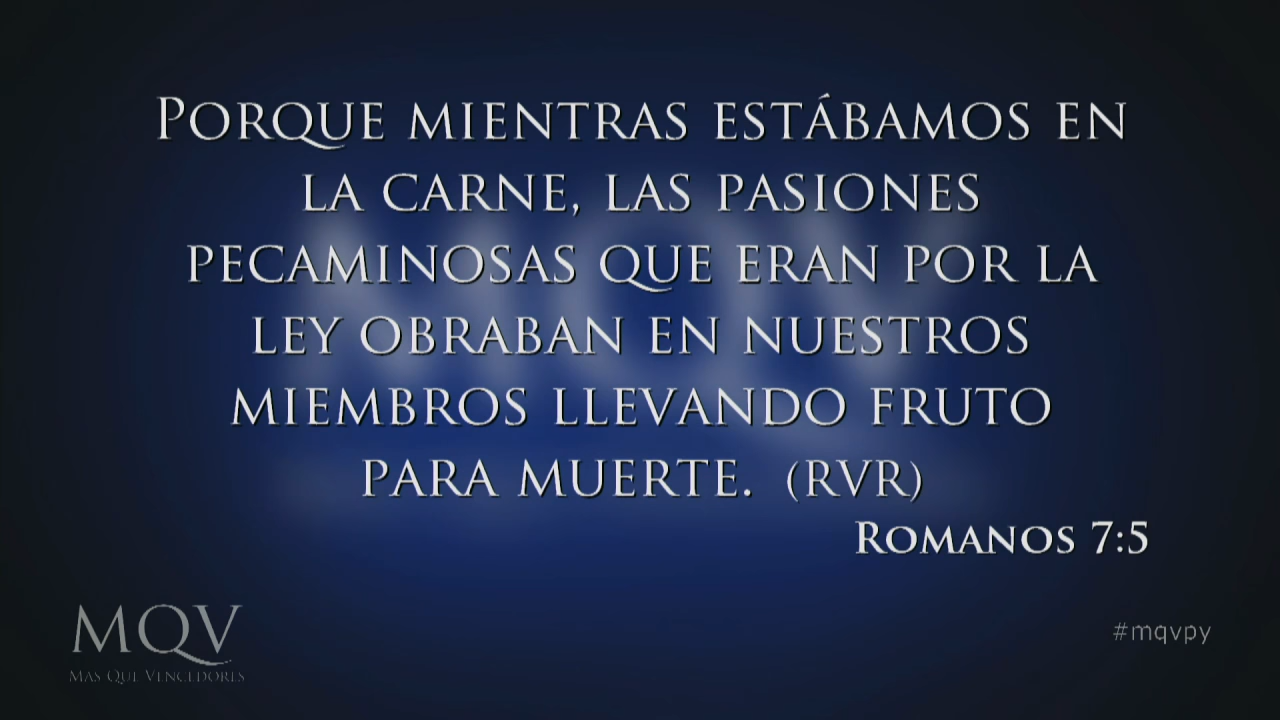 Porque mientras estábamos en
la carne, las pasiones
pecaminosas que eran por la
ley obraban en nuestros
miembros llevando fruto
para muerte. (RVR)
Romanos 7:5
MQV
Mas Que Vencedores
#mqvpy